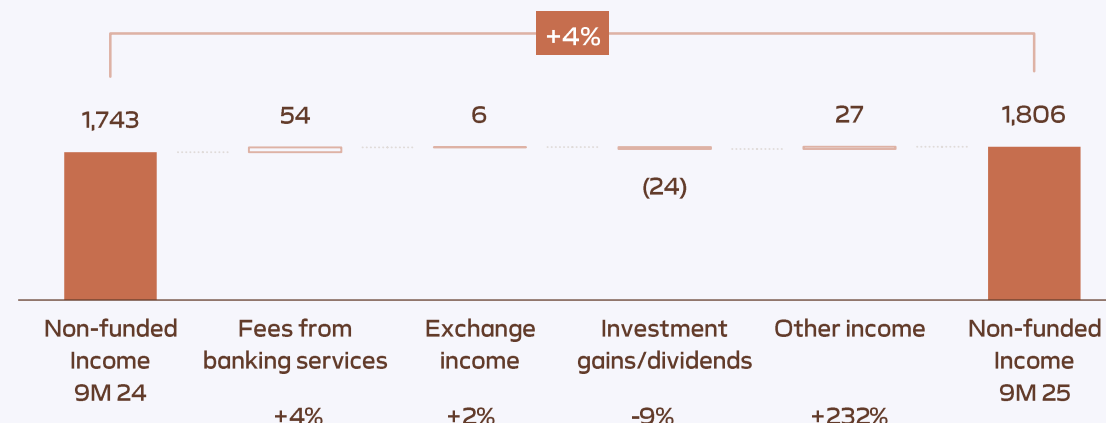 +4%
1,743
54
6
(24)
27
1,806
Non-funded
Income
9M 24
Fees from
banking services
+4%
Exchange
income
+2%
Investment
gains/dividends
-9%
Other income
+232%
Non-funded
Income
9M 25